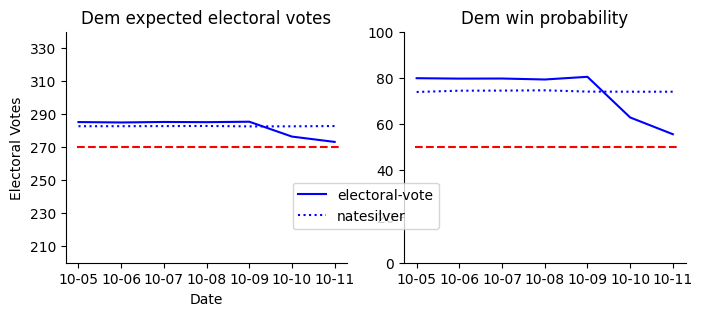 Dem expected electoral votes
Dem win probability
Electoral Votes
330
310
290
270
250
230
210
10-05 10-06 10-07 10-08 10-09 10-10 10-11
Date
100
80
60
40
0
10-05 10-06 10-07 10-08 10-09 10-10 10-11
electoral-vote
natesilver